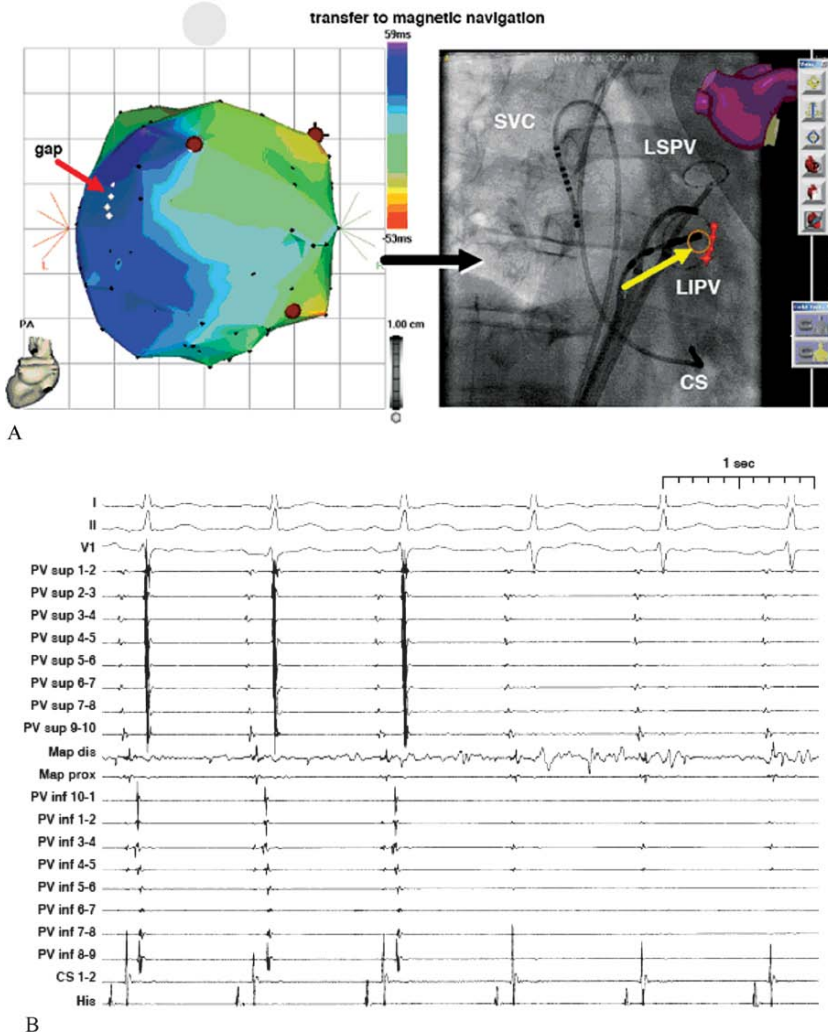 transfer to magnetic navigation
59ms
-53ms
gap
L
R
PA
1.00 cm
SVC
LSPV
LIPV
CS
A
1 sec
I
II
V1
PV sup 1-2
PV sup 2-3
PV sup 3-4
PV sup 4-5
PV sup 5-6
PV sup 6-7
PV sup 7-8
PV sup 9-10
Map dis
Map prox
PV inf 10-1
PV inf 1-2
PV inf 3-4
PV inf 4-5
PV inf 5-6
PV inf 6-7
PV inf 7-8
PV inf 8-9
CS 1-2
His
B